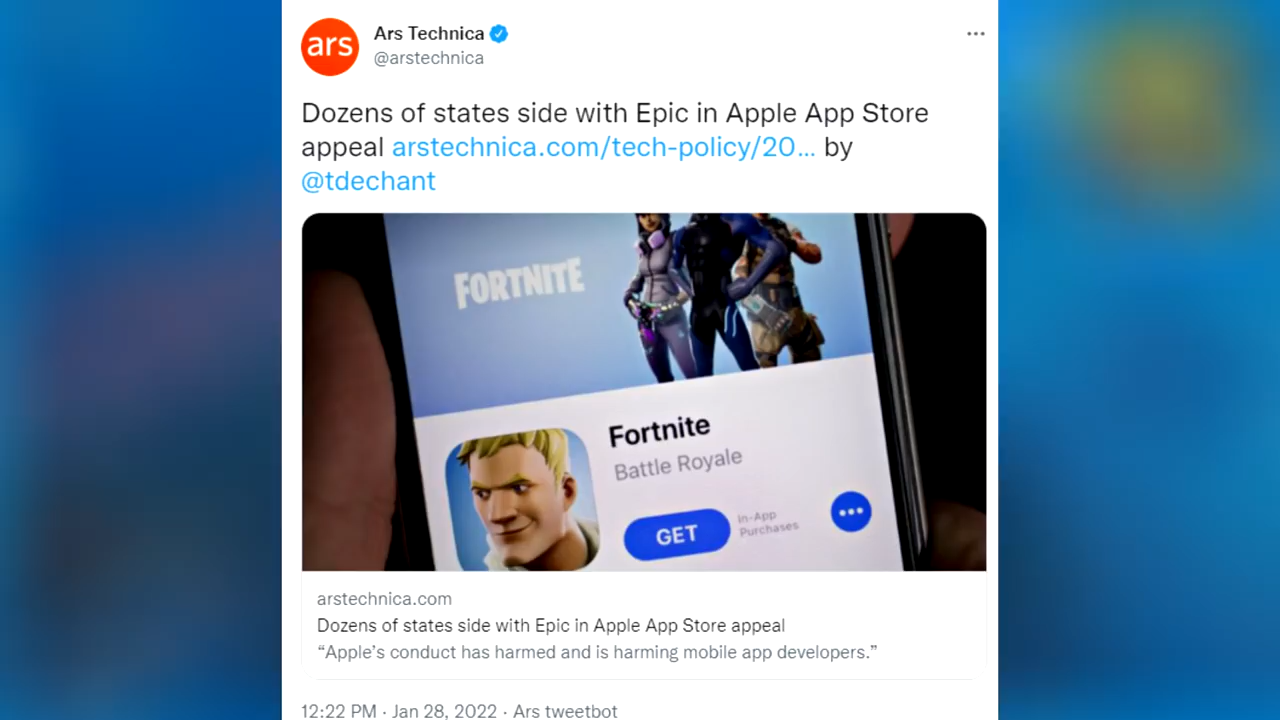 ars
Ars Technica
@arstechnica
Dozens of states side with Epic in Apple App Store
appeal arstechnica.com/tech-policy/20... by
@tdechant
FORTNITE
Fortnite
Battle Royale
GET
In-App
Purchases
arstechnica.com
Dozens of states side with Epic in Apple App Store appeal
“Apple’s conduct has harmed and is harming mobile app developers.”
12:22 PM · Jan 28, 2022 · Ars tweetbot